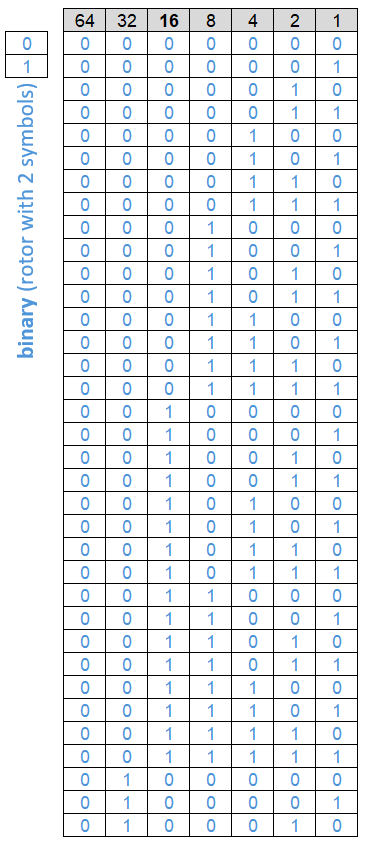 64 32 16 8 4 2 1
0 0 0 0 0 0 0 0
1 0 0 0 0 0 0 1
0 0 0 0 0 1 0
0 0 0 0 0 1 1
0 0 0 0 1 0 0
0 0 0 0 1 0 1
0 0 0 0 1 1 0
0 0 0 0 1 1 1
0 0 0 1 0 0 0
0 0 0 1 0 0 1
0 0 0 1 0 1 0
0 0 0 1 0 1 1
0 0 0 1 1 0 0
0 0 0 1 1 0 1
0 0 0 1 1 1 0
0 0 0 1 1 1 1
0 0 1 0 0 0 0
0 0 1 0 0 0 1
0 0 1 0 0 1 0
0 0 1 0 0 1 1
0 0 1 0 1 0 0
0 0 1 0 1 0 1
0 0 1 0 1 1 0
0 0 1 0 1 1 1
0 0 1 1 0 0 0
0 0 1 1 0 0 1
0 0 1 1 0 1 0
0 0 1 1 0 1 1
0 0 1 1 1 0 0
0 0 1 1 1 0 1
0 0 1 1 1 1 0
0 0 1 1 1 1 1
0 1 0 0 0 0 0
0 1 0 0 0 0 1
0 1 0 0 0 1 0
binary (rotor with 2 symbols)